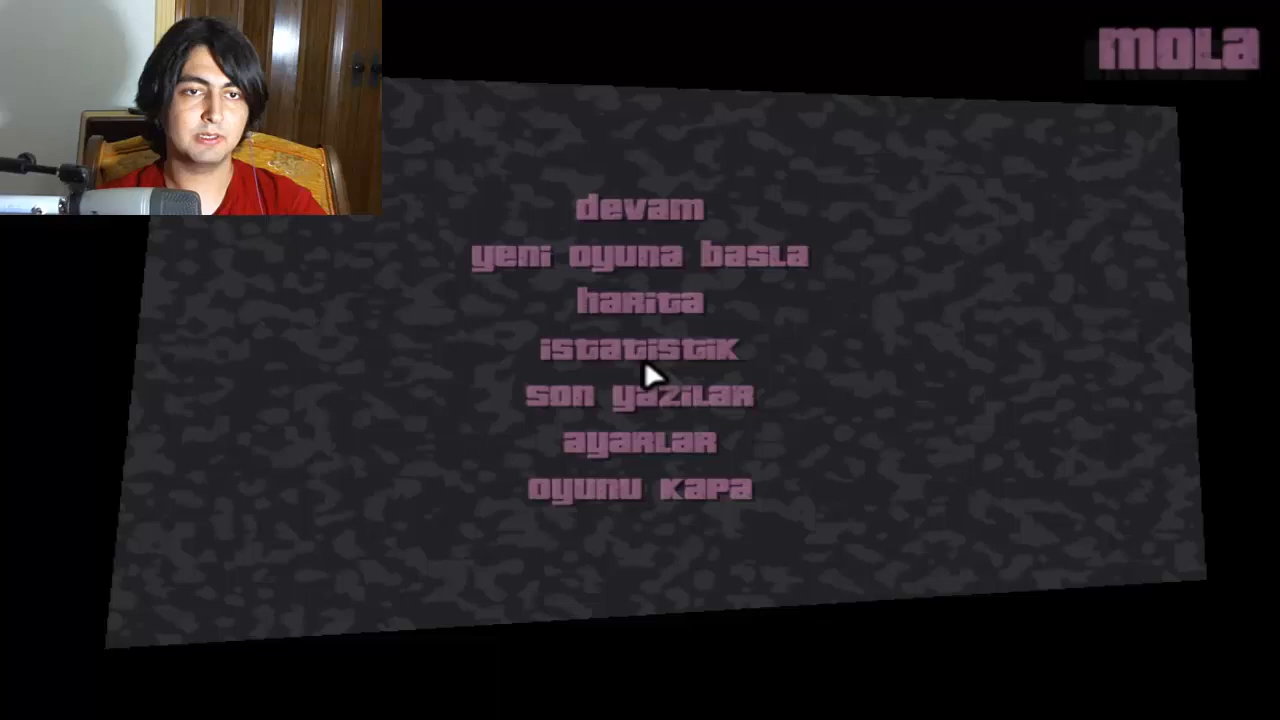 mola
devam
yeni oyuna basla
harita
istatistik
son yazilar
ayarlar
oyunu kapa